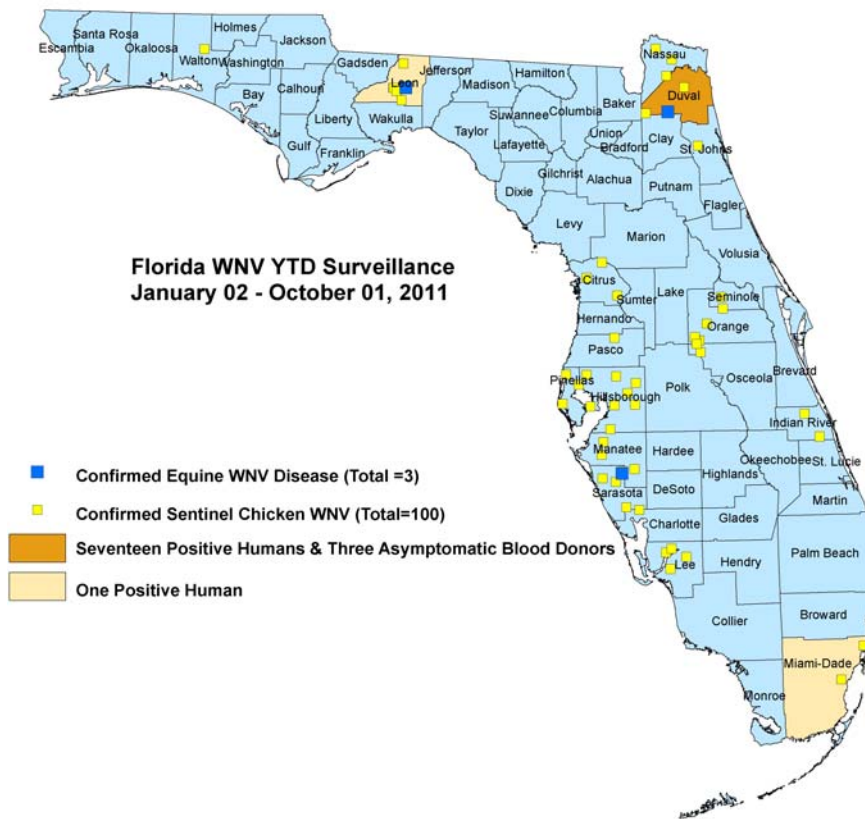 Holmes
Santa Rosa
Jackson
Escambia
Okaloosa
Walton
Washington
Gadsden
Leon
Jefferson
Madison
Hamilton
Nassau
Duval
Bay
Calhoun
Liberty
Wakulla
Taylor
Suwannee
Columbia
Baker
Union
Bradford
Clay
St. Johns
Gulf
Franklin
Lafayette
Dixie
Gilchrist
Alachua
Putnam
Flagler
Levy
Marion
Volusia
Florida WNV YTD Surveillance
January 02 - October 01, 2011
Citrus
Sumter
Lake
Seminole
Hernando
Orange
Pasco
Pinellas
Hillsborough
Polk
Osceola
Brevard
Indian River
Manatee
Hardee
Highlands
Okeechobee
St. Lucie
Sarasota
DeSoto
Martin
Charlotte
Glades
Lee
Hendry
Palm Beach
Collier
Broward
Miami-Dade
Monroe
Confirmed Equine WNV Disease (Total =3)
Confirmed Sentinel Chicken WNV (Total=100)
Seventeen Positive Humans & Three Asymptomatic Blood Donors
One Positive Human